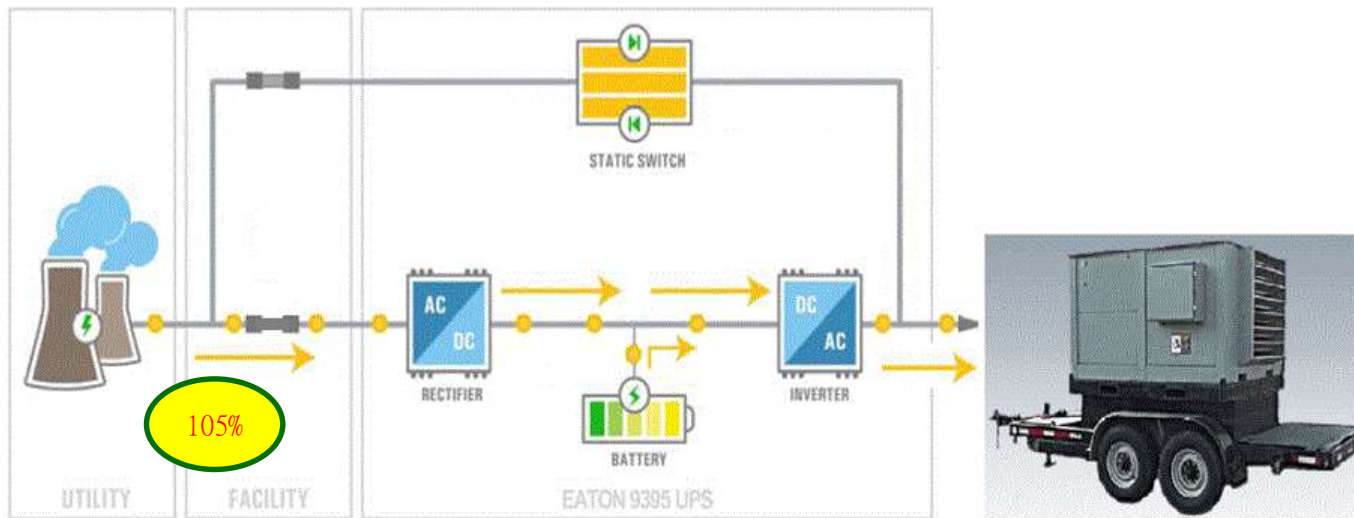 STATIC SWITCH
AC
DC
RECTIFIER
DC
AC
INVERTER
BATTERY
105%
UTILITY
FACILITY
EATON 9395 UPS